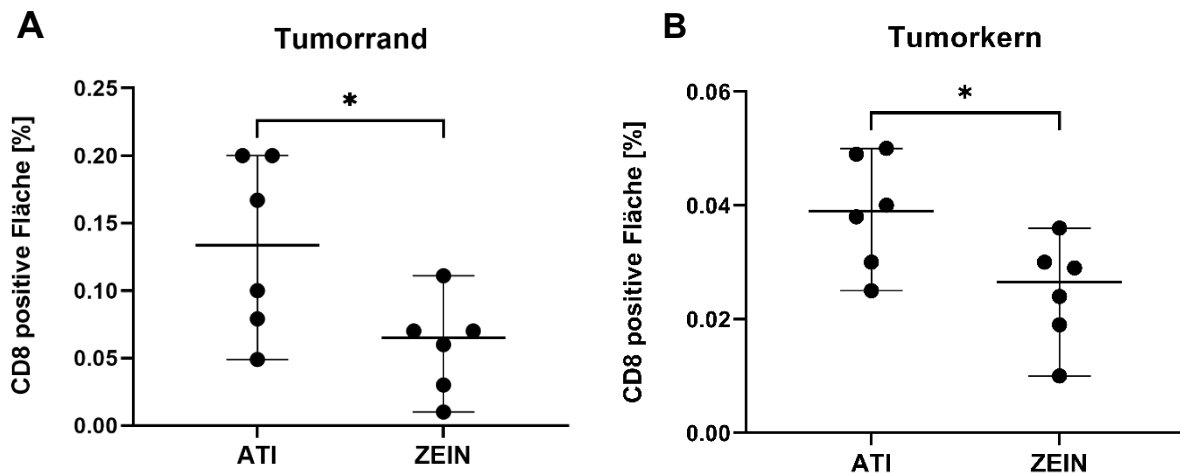 A
Tumorrand
CD8 positive Fläche [%]
0.25
0.20
0.15
0.10
0.05
0.00
*
ATI
ZEIN
B
Tumorkern
CD8 positive Fläche [%]
0.06
0.04
0.02
0.00
*
ATI
ZEIN